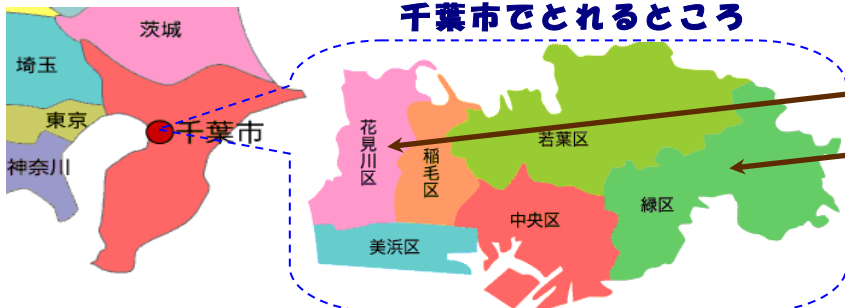 千葉市でとれるところ
茨城
埼玉
東京
千葉市
神奈川
花見川区
稲毛区
若葉区
緑区
中央区
美浜区